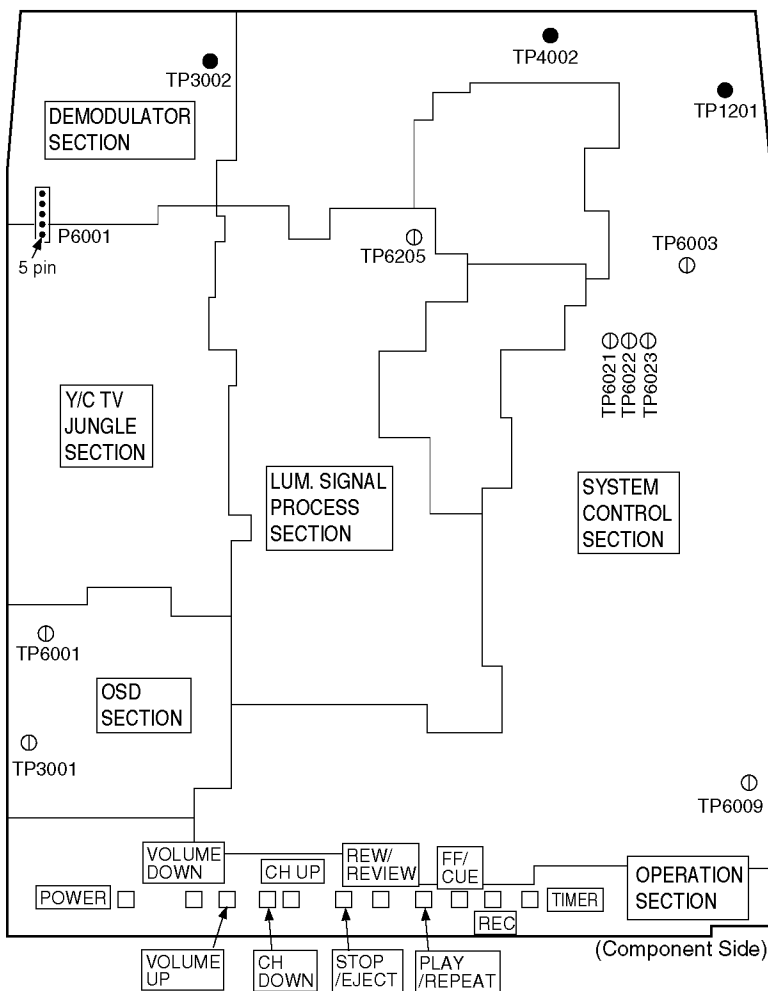 TP3002
TP4002
TP1201
DEMODULATOR
SECTION
P6001
5 pin
TP6205
TP6003
TP6021
TP6022
TP6023
Y/C TV
JUNGLE
SECTION
LUM. SIGNAL
PROCESS
SECTION
SYSTEM
CONTROL
SECTION
TP6001
OSD
SECTION
TP3001
TP6009
VOLUME
DOWN
CH UP
REW/
REVIEW
FF/
CUE
OPERATION
SECTION
POWER
TIMER
REC
VOLUME
UP
CH
DOWN
STOP
/EJECT
PLAY
/REPEAT
(Component Side)